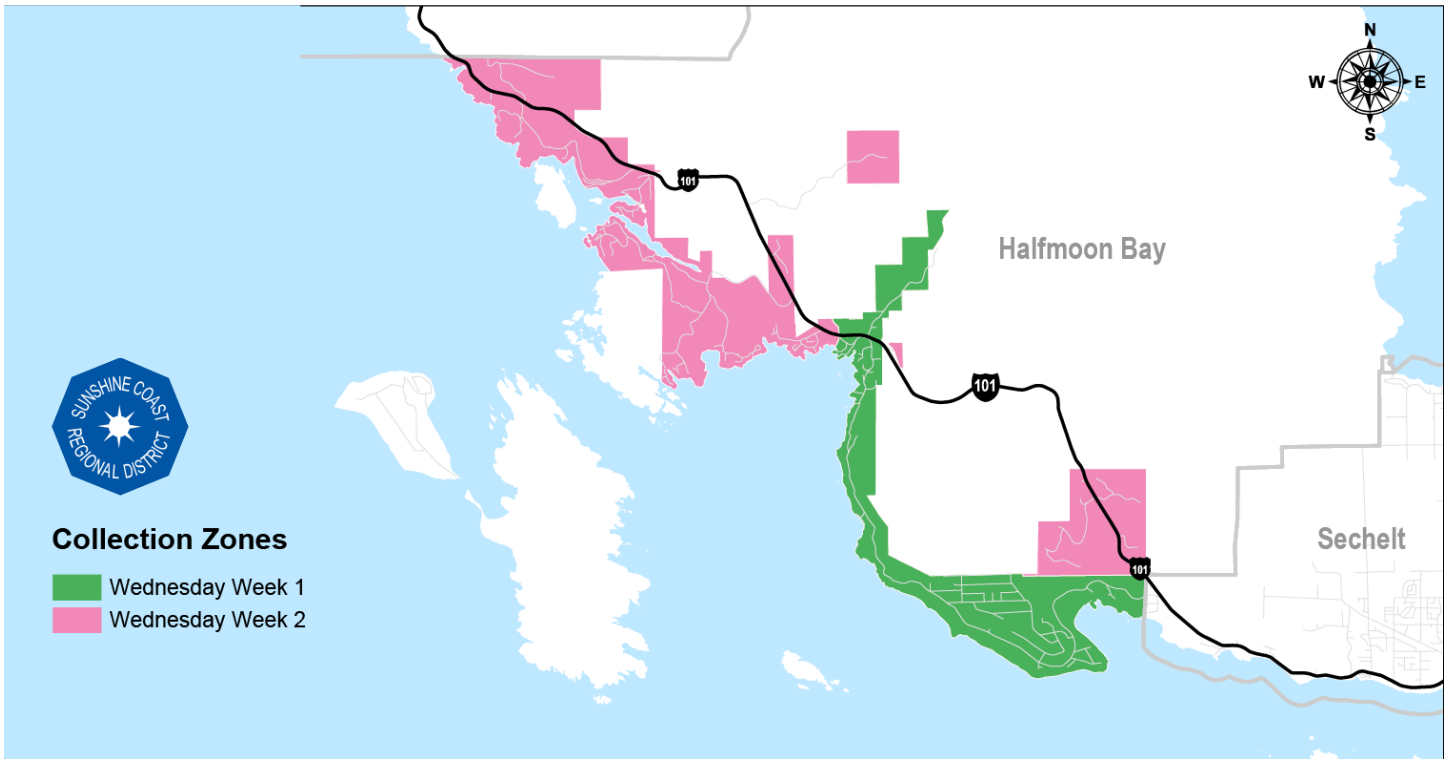 N
W
E
S
101
Halfmoon Bay
101
SUNSHINE COAST
REGIONAL DISTRICT
Collection Zones
Wednesday Week 1
Wednesday Week 2
Sechelt
101